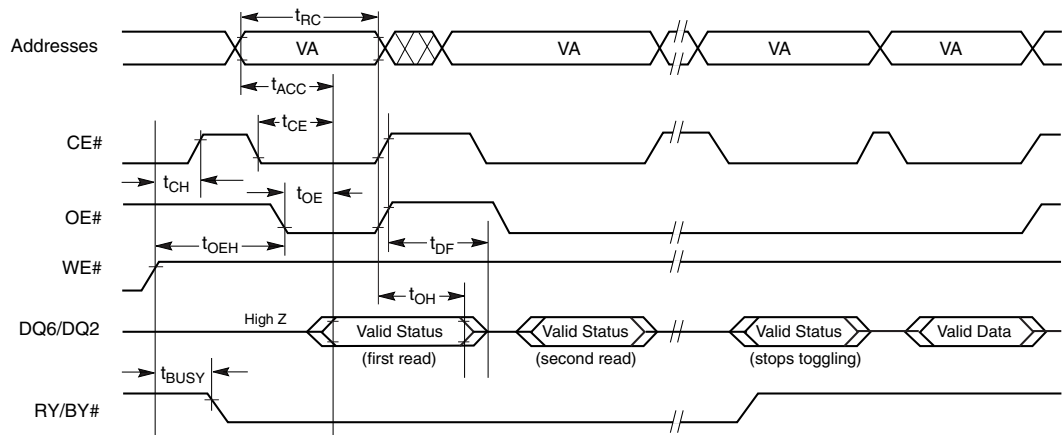 tRC
Addresses VA VA VA VA
tACC
tCE
CE#
tCH tOE
OE#
tOEH tDF
WE#
tOH
DQ6/DQ2 High Z Valid Status Valid Status Valid Status Valid Data
(first read) (second read) (stops toggling)
tBUSY
RY/BY#